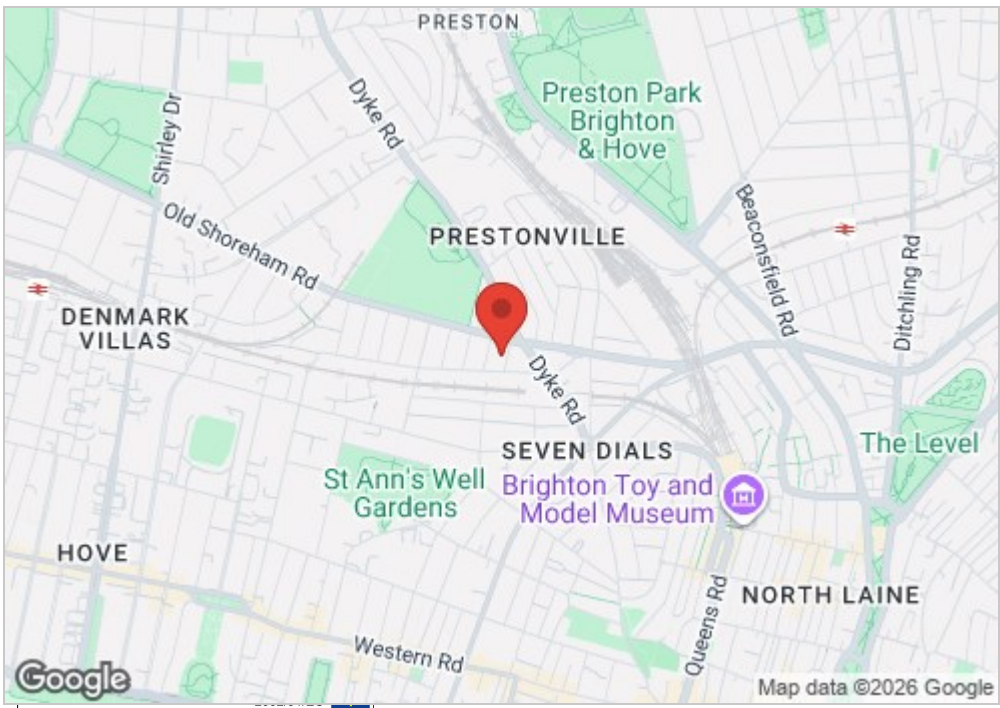 PRESTON
Dyke Rd
Preston Park
Brighton
& Hove
Shirley Dr
Beaconsfield Rd
Old Shoreham Rd
PRESTONVILLE
Ditchling Rd
DENMARK
VILLAS
Dyke Rd
SEVEN DIALS
The Level
St Ann's Well
Gardens
Brighton Toy and
Model Museum
HOVE
NORTH LAINE
Queens Rd
Western Rd
Google
Map data ©2026 Google